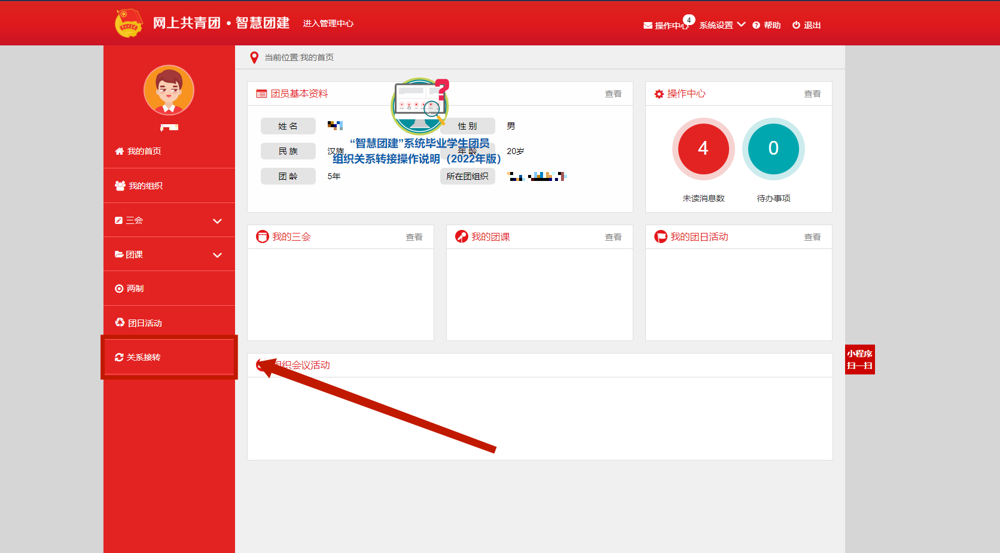 网上共青团·智慧团建 进入管理中心
操作中心 4 系统设置 帮助 退出
当前位置:我的首页
我的首页
我的组织
三会
团课
两制
团日活动
关系接转
团员基本资料 查看
姓 名
性 别 男
民 族 汉族
年 龄 20岁
团 龄 5年
所在团组织
“智慧团建”系统毕业学生团员
组织关系转接操作说明（2022年版）
操作中心 查看
4 0
未读消息数 待办事项
我的三会 查看
我的团课 查看
我的团日活动 查看
组织会议活动
小程序
扫一扫